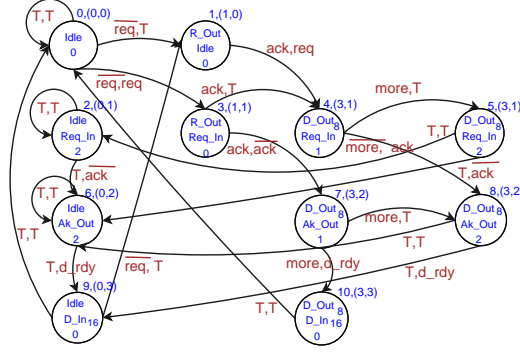 T,T
0,(0,0)
Idle
0
req,T
1,(1,0)
R_Out
Idle
0
ack,req
req,req
T,T
2,(0,1)
Idle
Req_In
2
ack,T
3,(1,1)
R_Out
Req_In
0
4,(3,1)
D_Out 8
Req_In
1
more,T
5,(3,1)
D_Out 8
Req_In
2
T,T
more, ack
ack,ack
T,ack
T,ack
T,T
6,(0,2)
Idle
Ak_Out
2
7,(3,2)
D_Out 8
Ak_Out
1
more,T
8,(3,2)
D_Out 8
Ak_Out
2
T,T
T,T
T,d_rdy
req, T
more,d_rdy
T,d_rdy
9,(0,3)
Idle
D_In 16
0
T,T
10,(3,3)
D_Out 8
D_In 16
0